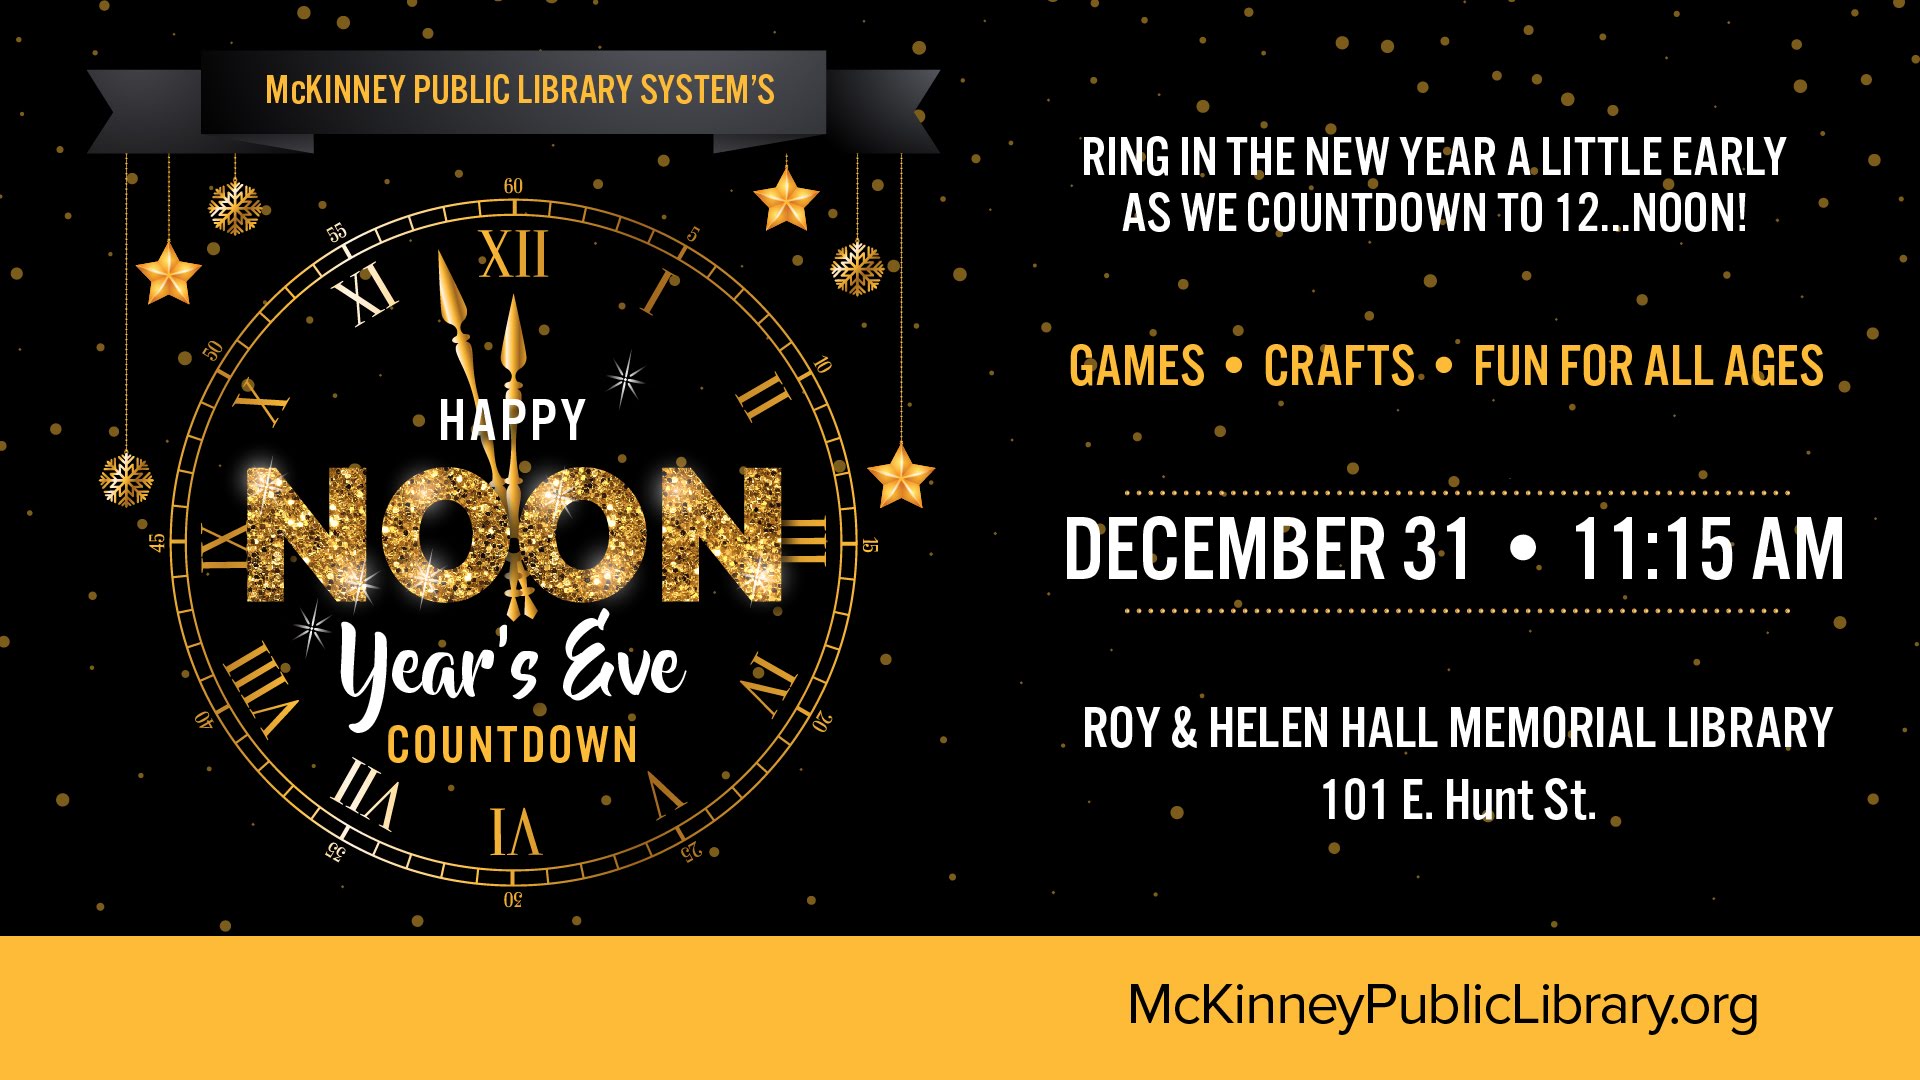 McKINNEY PUBLIC LIBRARY SYSTEM'S
60
55
5
XII
XI
I
50
10
X
II
HAPPY
NOON
45
IX
III
15
Year's Eve
COUNTDOWN
VIII
IV
40
20
VII
V
VI
35
25
30
RING IN THE NEW YEAR A LITTLE EARLY
AS WE COUNTDOWN TO 12...NOON!
GAMES • CRAFTS • FUN FOR ALL AGES
DECEMBER 31 • 11:15 AM
ROY & HELEN HALL MEMORIAL LIBRARY
101 E. Hunt St.
McKinneyPublicLibrary.org